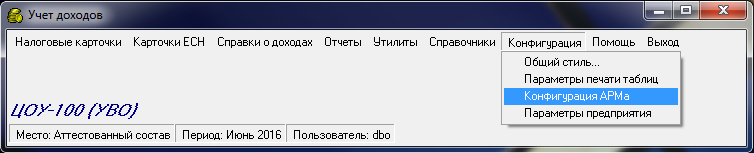 Учет доходов
Налоговые карточки Карточки ЕСН Справки о доходах Отчеты Утилиты Справочники Конфигурация Помощь Выход
Общий стиль...
Параметры печати таблиц
Конфигурация АРМа
Параметры предприятия
ЦОУ-100 (УВО)
Место: Аттестованный состав Период: Июнь 2016 Пользователь: dbo